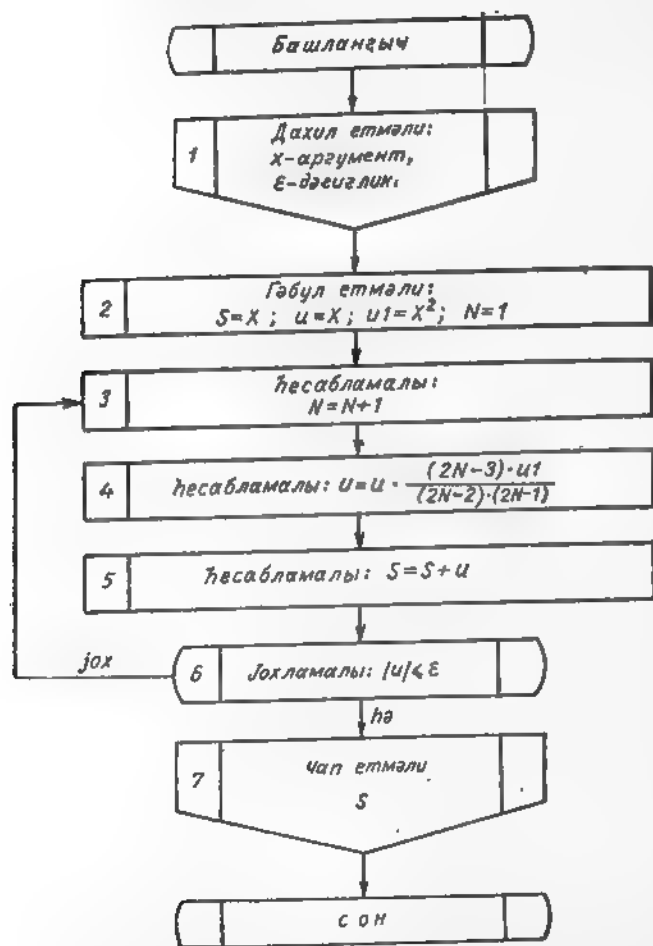 Башланғыч
1
Дахил етмәли:
X-аргумент,
Ɛ-дәгиглик.
2
Гәбул етмәли:
S=X ; u=X; u1=X²; N=1
3
һесабламалы:
N=N+1
4
һесабламалы: u=u · (2N-3)·u1
(2N-2)·(2N-1)
5
һесабламалы: S=S+u
jох
6
Јохламалы: |u|⩽Ɛ
һә
7
чап етмәли
S
сон